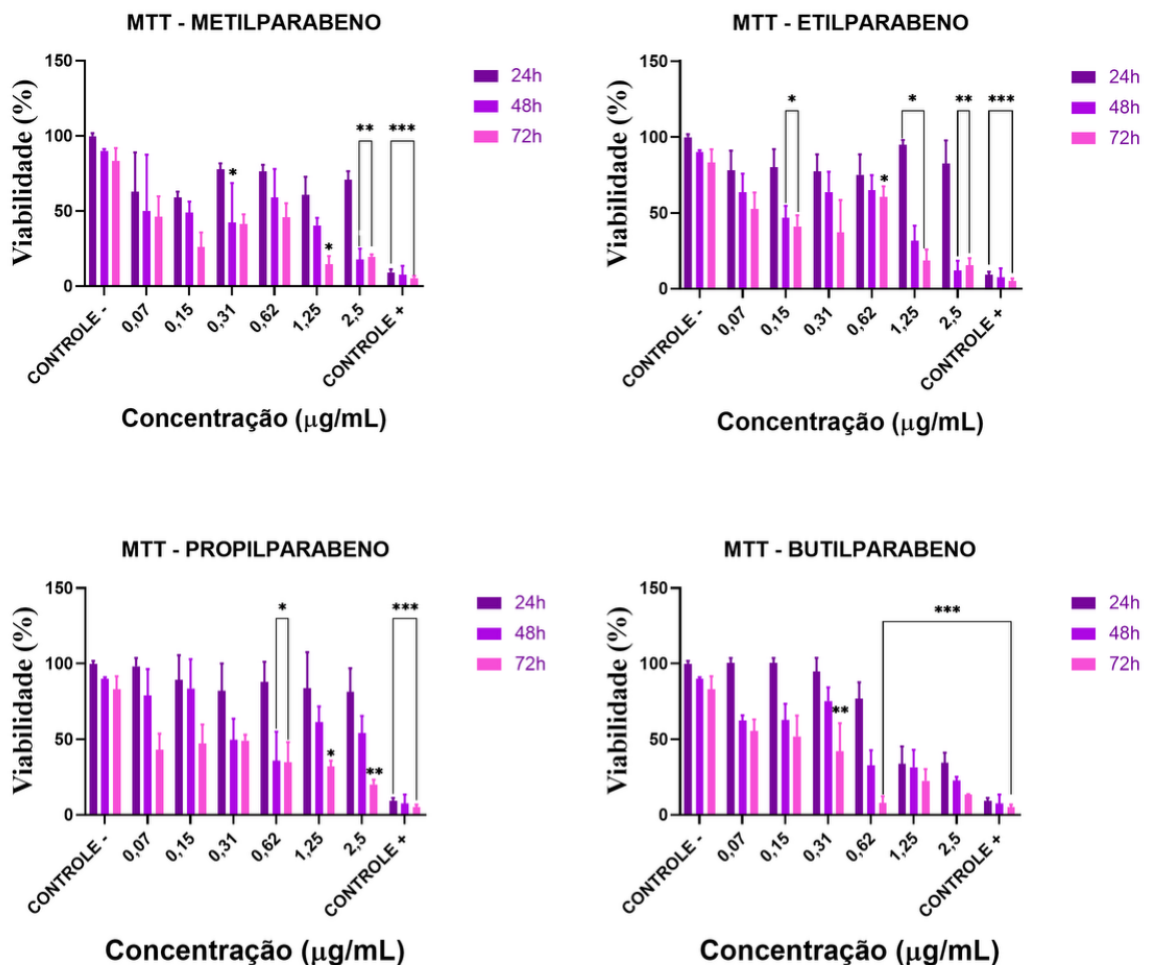 MTT - METILPARABENO
Viabilidade (%)
150
100
50
0
24h
48h
72h
*
*
**
***
CONTROLE -
0,07
0,15
0,31
0,62
1,25
2,5
CONTROLE +
Concentração (μg/mL)
MTT - ETILPARABENO
Viabilidade (%)
150
100
50
0
24h
48h
72h
*
*
*
**
***
CONTROLE -
0,07
0,15
0,31
0,62
1,25
2,5
CONTROLE +
Concentração (μg/mL)
MTT - PROPILPARABENO
Viabilidade (%)
150
100
50
0
24h
48h
72h
*
*
**
***
CONTROLE -
0,07
0,15
0,31
0,62
1,25
2,5
CONTROLE +
Concentração (μg/mL)
MTT - BUTILPARABENO
Viabilidade (%)
150
100
50
0
24h
48h
72h
**
***
CONTROLE -
0,07
0,15
0,31
0,62
1,25
2,5
CONTROLE +
Concentração (μg/mL)